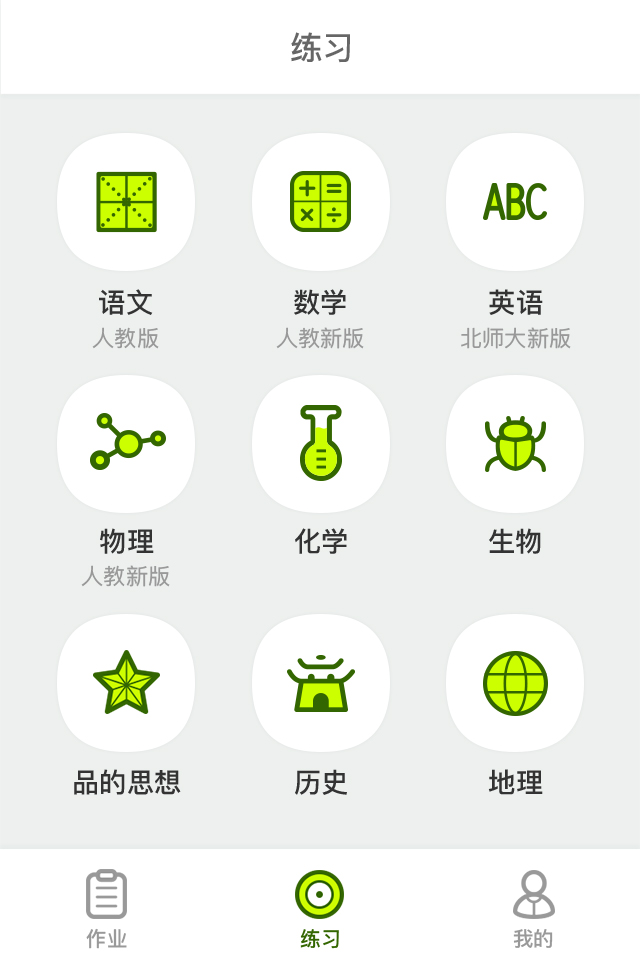 练习
ABC
语文
数学
英语
人教版
人教新版
北师大新版
物理
化学
生物
人教新版
品的思想
历史
地理
作业
练习
我的